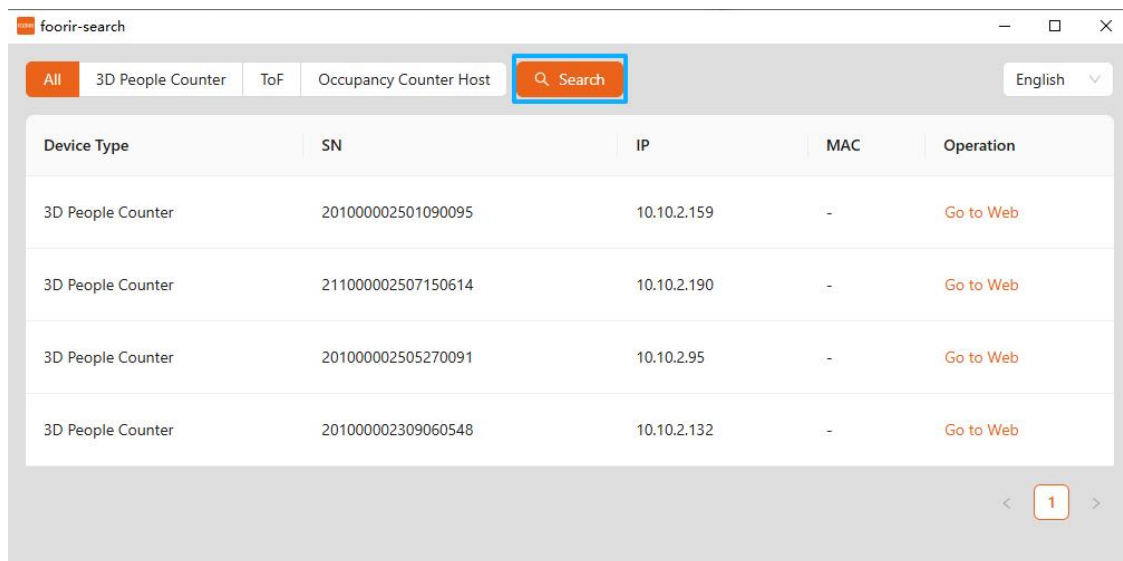 foorir-search
All 3D People Counter ToF Occupancy Counter Host Search English
Device Type SN IP MAC Operation
3D People Counter 201000002501090095 10.10.2.159 - Go to Web
3D People Counter 211000002507150614 10.10.2.190 - Go to Web
3D People Counter 201000002505270091 10.10.2.95 - Go to Web
3D People Counter 201000002309060548 10.10.2.132 - Go to Web
< 1 >